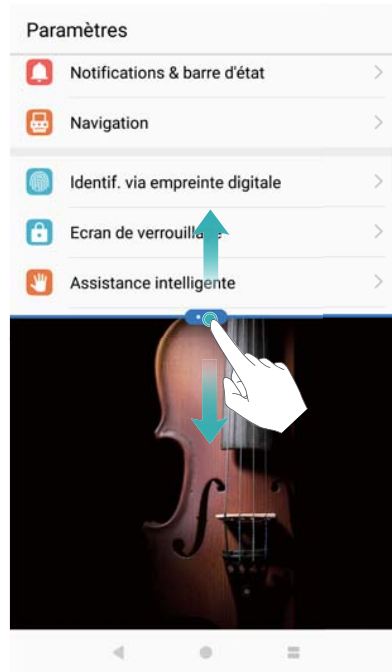 Paramètres
Notifications & barre d'état
Navigation
Identif. via empreinte digitale
Ecran de verrouillage
Assistance intelligente